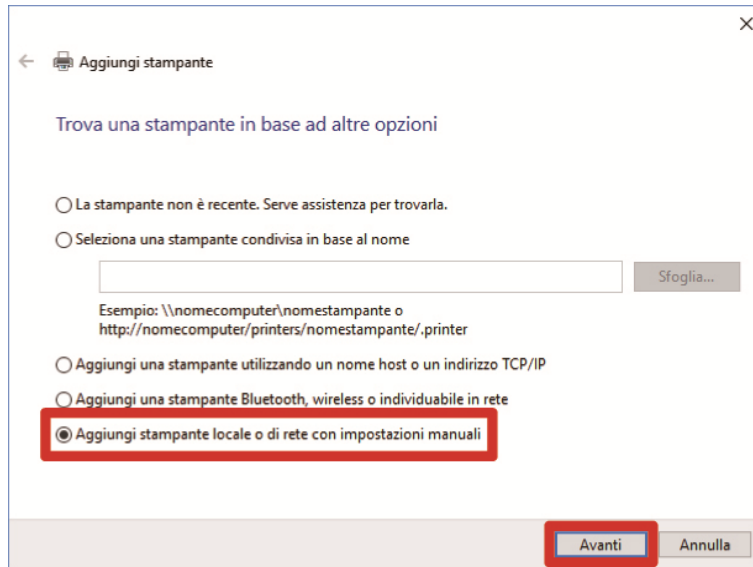 Aggiungi stampante
Trova una stampante in base ad altre opzioni
La stampante non è recente. Serve assistenza per trovarla.
Seleziona una stampante condivisa in base al nome
Sfoglia...
Esempio: \\nomecomputer\nomestampante o
http://nomecomputer/printers/nomestampante/.printer
Aggiungi una stampante utilizzando un nome host o un indirizzo TCP/IP
Aggiungi una stampante Bluetooth, wireless o individuabile in rete
Aggiungi stampante locale o di rete con impostazioni manuali
Avanti Annulla